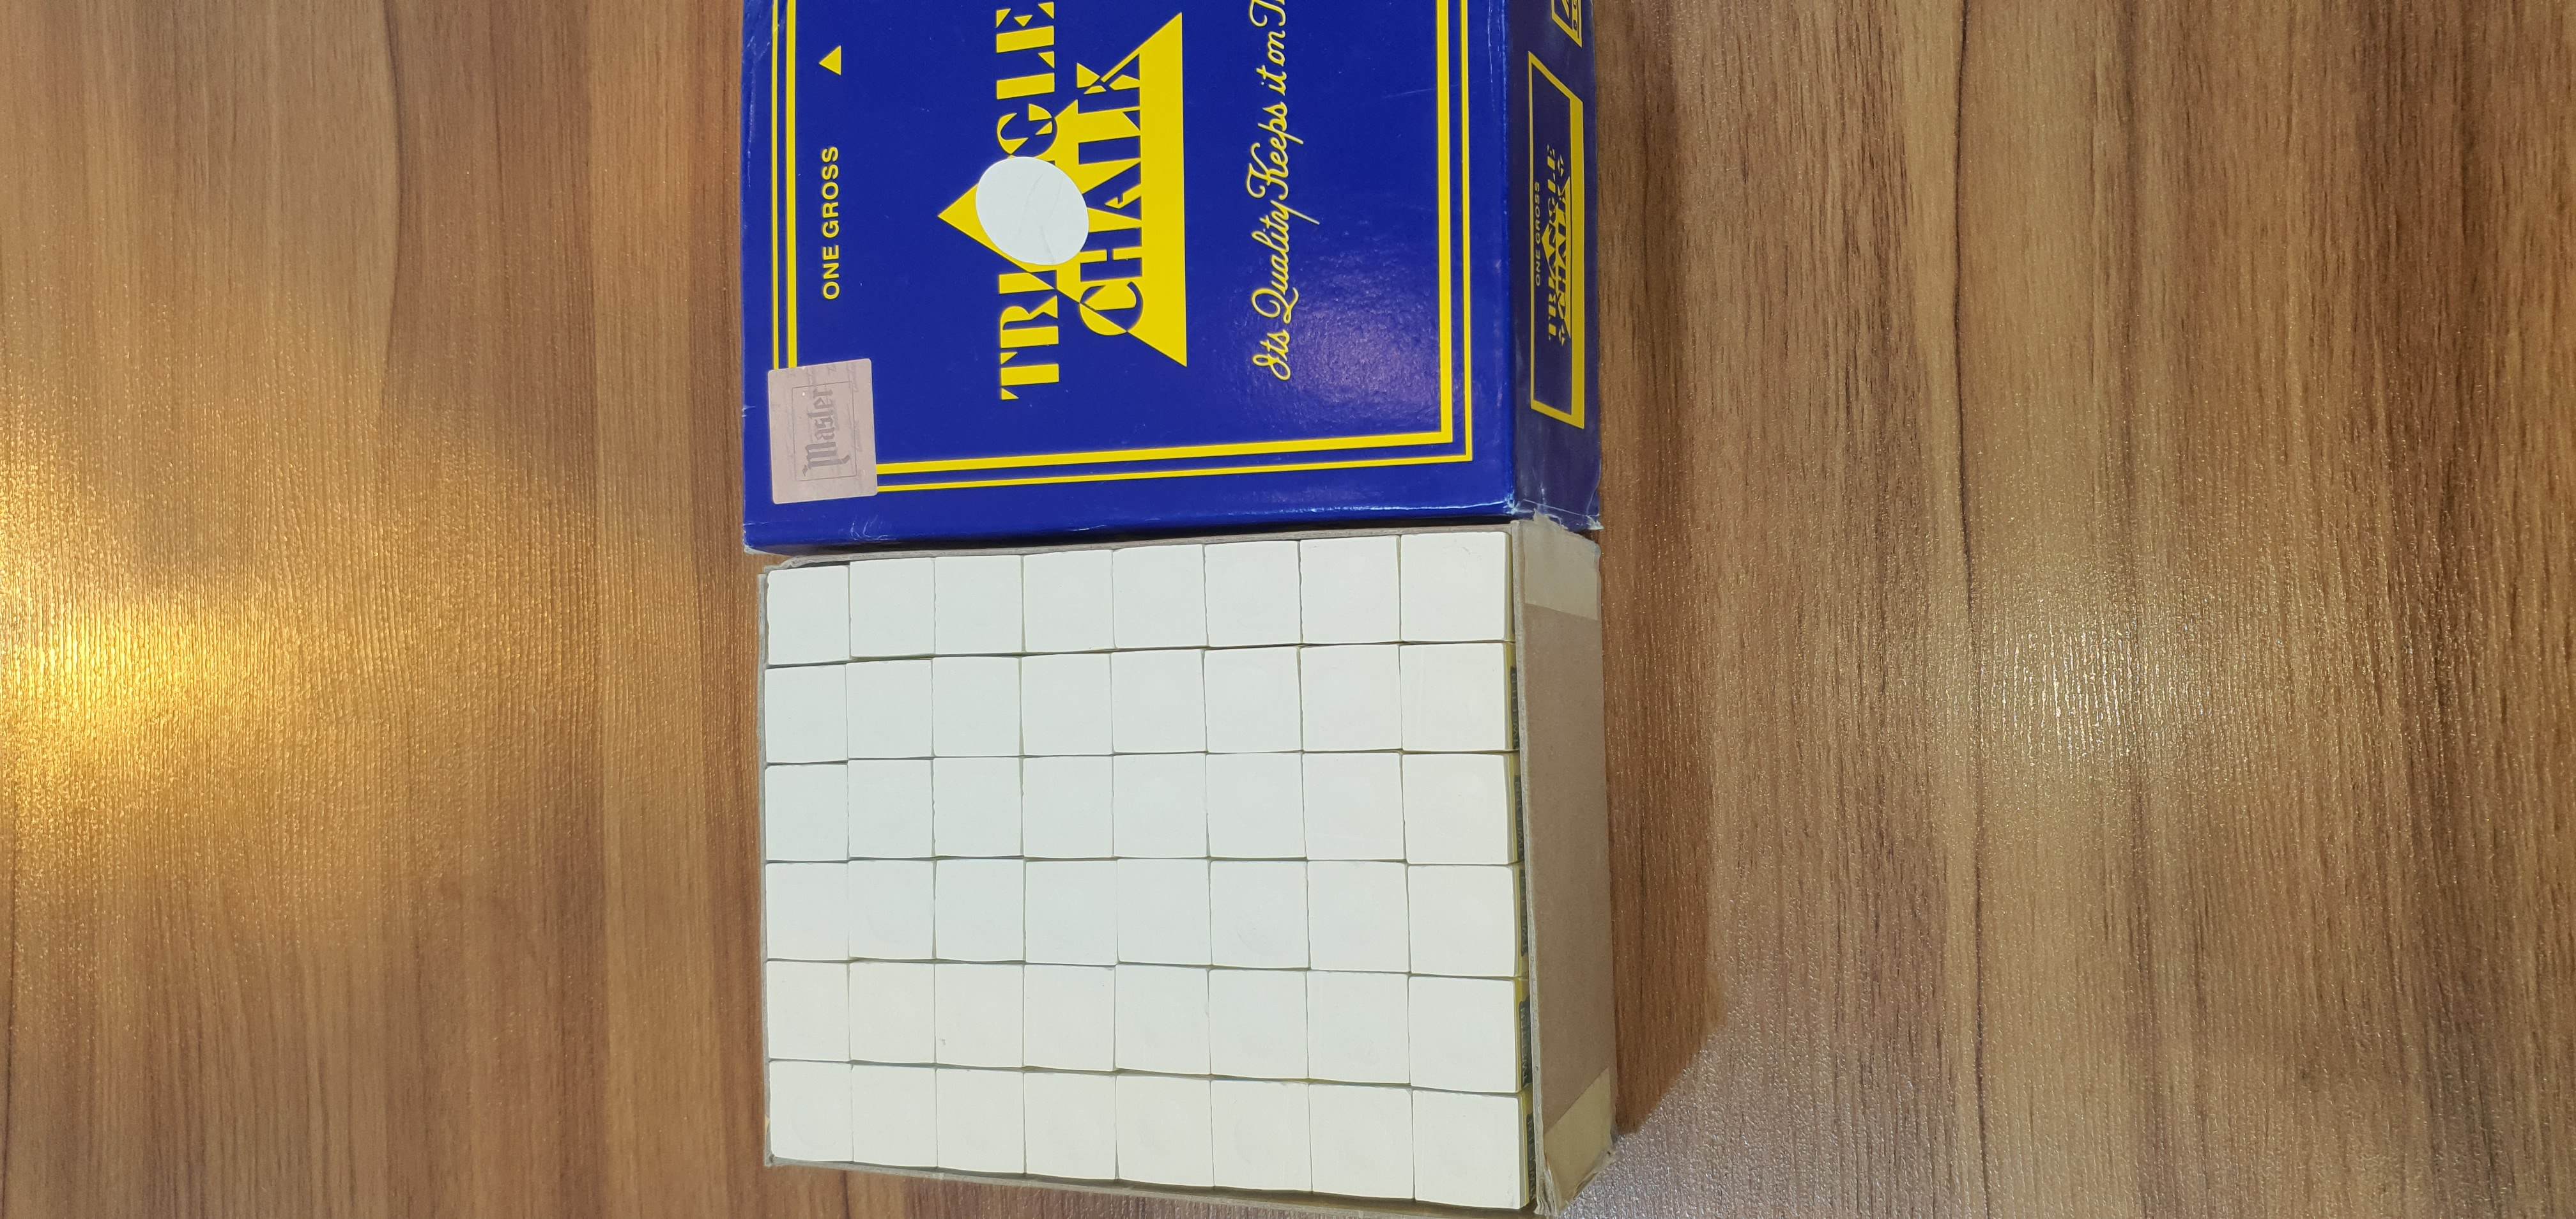 ONE GROSS
TRIANGLE
CHALK
Its Quality Keeps it on
Master
ONE GROSS
TRIANGLE
CHALK